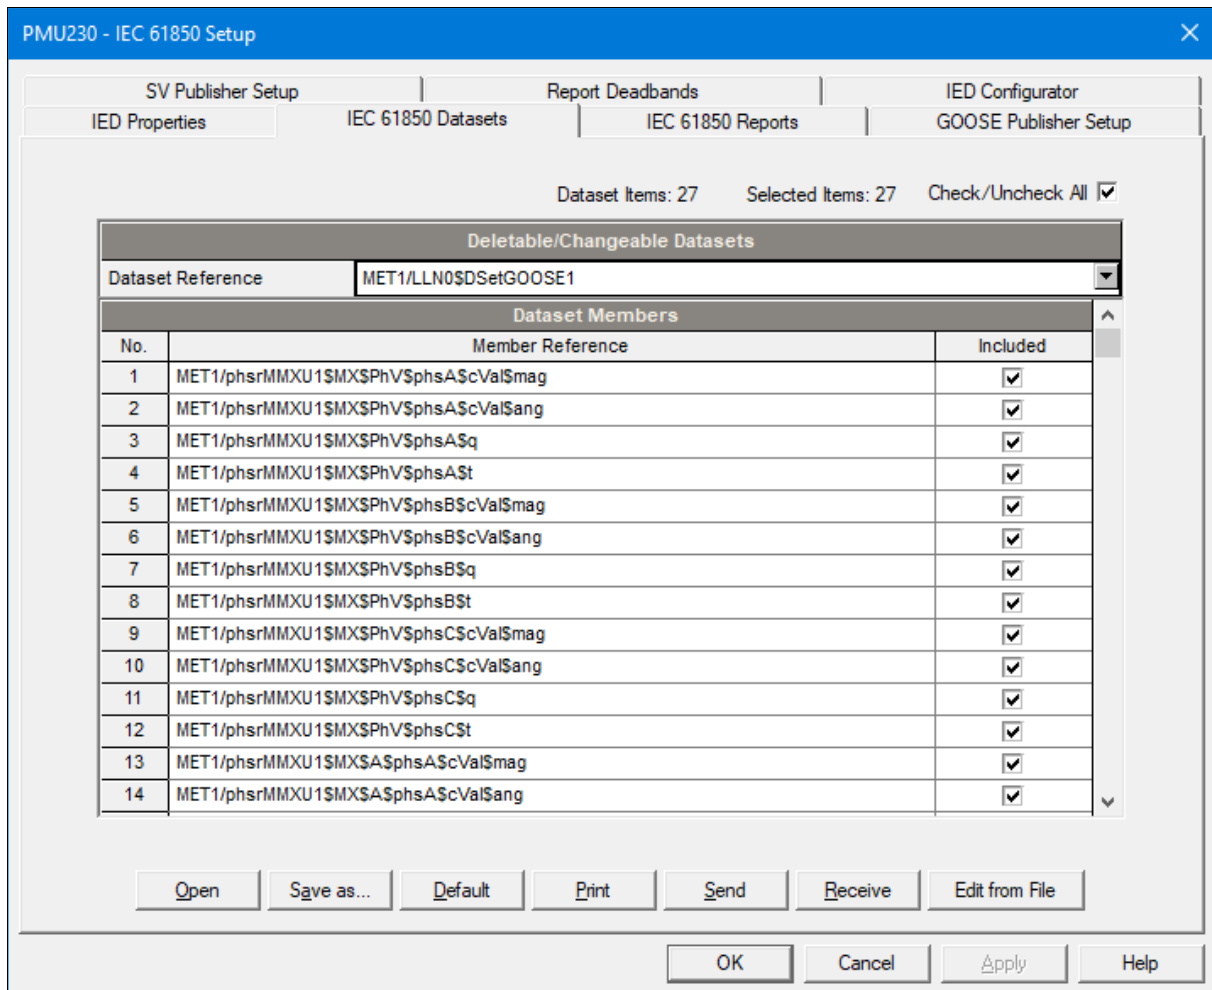 PMU230 - IEC 61850 Setup
SV Publisher Setup Report Deadbands IED Configurator
IED Properties IEC 61850 Datasets IEC 61850 Reports GOOSE Publisher Setup
Dataset Items: 27 Selected Items: 27 Check/Uncheck All
Deletable/Changeable Datasets
Dataset Reference MET1/LLN0$DSetGOOSE1
Dataset Members
No. Member Reference Included
1 MET1/phsrMMXU1$MX$PhV$phsA$cVal$mag
2 MET1/phsrMMXU1$MX$PhV$phsA$cVal$ang
3 MET1/phsrMMXU1$MX$PhV$phsA$q
4 MET1/phsrMMXU1$MX$PhV$phsA$t
5 MET1/phsrMMXU1$MX$PhV$phsB$cVal$mag
6 MET1/phsrMMXU1$MX$PhV$phsB$cVal$ang
7 MET1/phsrMMXU1$MX$PhV$phsB$q
8 MET1/phsrMMXU1$MX$PhV$phsB$t
9 MET1/phsrMMXU1$MX$PhV$phsC$cVal$mag
10 MET1/phsrMMXU1$MX$PhV$phsC$cVal$ang
11 MET1/phsrMMXU1$MX$PhV$phsC$q
12 MET1/phsrMMXU1$MX$PhV$phsC$t
13 MET1/phsrMMXU1$MX$A$phsA$cVal$mag
14 MET1/phsrMMXU1$MX$A$phsA$cVal$ang
Open Save as... Default Print Send Receive Edit from File
OK Cancel Apply Help